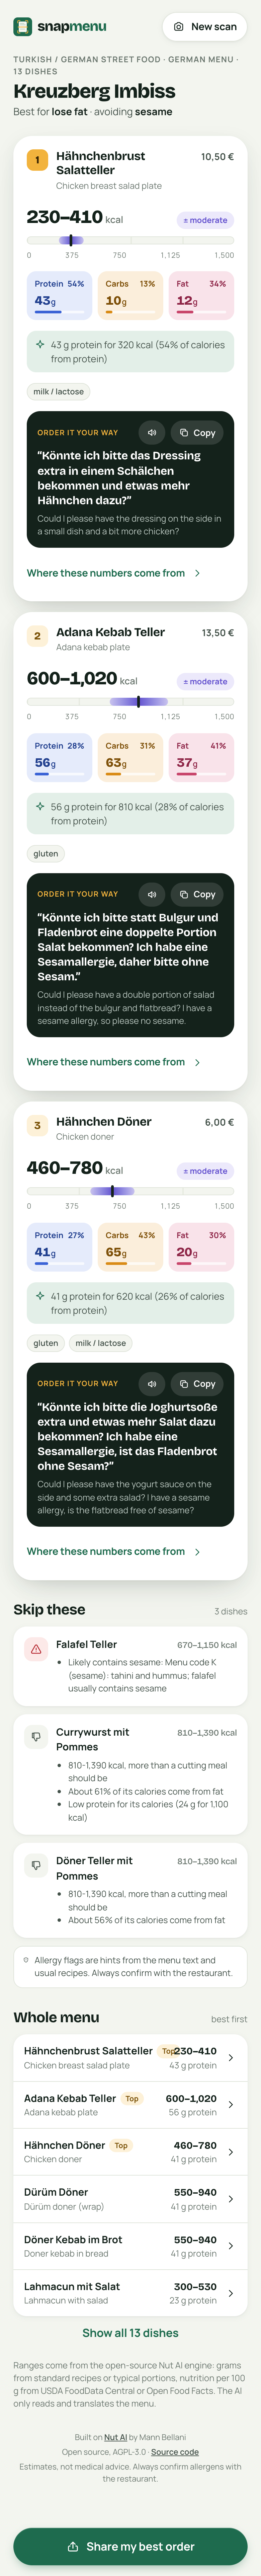 snapmenu
New scan
TURKISH / GERMAN STREET FOOD · GERMAN MENU ·
13 DISHES
Kreuzberg Imbiss
Best for lose fat · avoiding sesame
1
Hähnchenbrust
Salatteller
10,50 €
Chicken breast salad plate
230–410 kcal
± moderate
0 375 750 1,125 1,500
Protein 54%
43g
Carbs 13%
10g
Fat 34%
12g
43 g protein for 320 kcal (54% of calories
from protein)
milk / lactose
ORDER IT YOUR WAY
Copy
“Könnte ich bitte das Dressing
extra in einem Schälchen
bekommen und etwas mehr
Hähnchen dazu?”
Could I please have the dressing on the side in
a small dish and a bit more chicken?
Where these numbers come from
2
Adana Kebab Teller
13,50 €
Adana kebab plate
600–1,020 kcal
± moderate
0 375 750 1,125 1,500
Protein 28%
56g
Carbs 31%
63g
Fat 41%
37g
56 g protein for 810 kcal (28% of calories
from protein)
gluten
ORDER IT YOUR WAY
Copy
“Könnte ich bitte statt Bulgur und
Fladenbrot eine doppelte Portion
Salat bekommen? Ich habe eine
Sesamallergie, daher bitte ohne
Sesam.”
Could I please have a double portion of salad
instead of the bulgur and flatbread? I have a
sesame allergy, so please no sesame.
Where these numbers come from
3
Hähnchen Döner
6,00 €
Chicken doner
460–780 kcal
± moderate
0 375 750 1,125 1,500
Protein 27%
41g
Carbs 43%
65g
Fat 30%
20g
41 g protein for 620 kcal (26% of calories
from protein)
gluten
milk / lactose
ORDER IT YOUR WAY
Copy
“Könnte ich bitte die Joghurtsoße
extra und etwas mehr Salat dazu
bekommen? Ich habe eine
Sesamallergie, ist das Fladenbrot
ohne Sesam?”
Could I please have the yogurt sauce on the
side and some extra salad? I have a sesame
allergy, is the flatbread free of sesame?
Where these numbers come from
Skip these
3 dishes
Falafel Teller
670–1,150 kcal
Likely contains sesame: Menu code K
(sesame): tahini and hummus; falafel
usually contains sesame
Currywurst mit
Pommes
810–1,390 kcal
810-1,390 kcal, more than a cutting meal
should be
About 61% of its calories come from fat
Low protein for its calories (24 g for 1,100
kcal)
Döner Teller mit
Pommes
810–1,390 kcal
810-1,390 kcal, more than a cutting meal
should be
About 56% of its calories come from fat
Allergy flags are hints from the menu text and
usual recipes. Always confirm with the restaurant.
Whole menu
best first
Hähnchenbrust Salatteller Top 230–410
Chicken breast salad plate 43 g protein
Adana Kebab Teller Top 600–1,020
Adana kebab plate 56 g protein
Hähnchen Döner Top 460–780
Chicken doner 41 g protein
Dürüm Döner 550–940
Dürüm doner (wrap) 41 g protein
Döner Kebab im Brot 550–940
Doner kebab in bread 41 g protein
Lahmacun mit Salat 300–530
Lahmacun with salad 23 g protein
Show all 13 dishes
Ranges come from the open-source Nut AI engine: grams
from standard recipes or typical portions, nutrition per 100
g from USDA FoodData Central or Open Food Facts. The AI
only reads and translates the menu.
Built on Nut AI by Mann Bellani
Open source, AGPL-3.0 · Source code
Estimates, not medical advice. Always confirm allergens with
the restaurant.
Share my best order